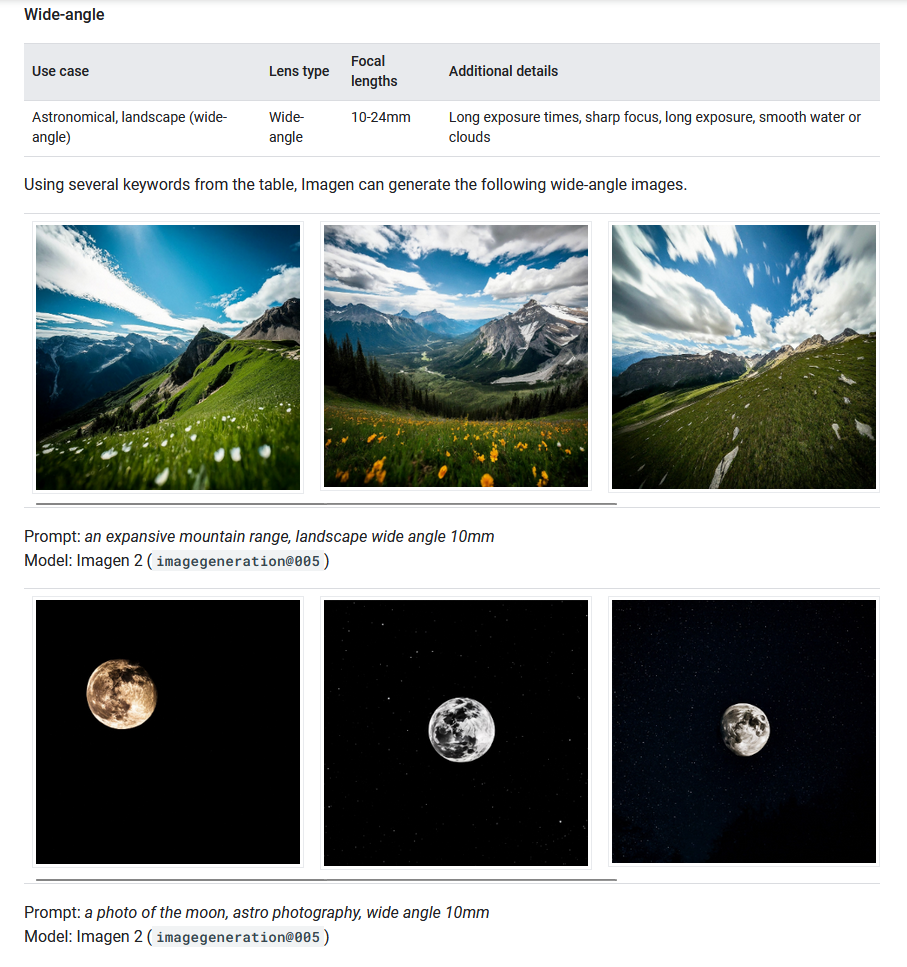 Wide-angle
Use case
Lens type
Focal
lengths
Additional details
Astronomical, landscape (wide-
angle)
Wide-
angle
10-24mm
Long exposure times, sharp focus, long exposure, smooth water or
clouds
Using several keywords from the table, Imagen can generate the following wide-angle images.
Prompt: an expansive mountain range, landscape wide angle 10mm
Model: Imagen 2 ( imagegeneration@005 )
Prompt: a photo of the moon, astro photography, wide angle 10mm
Model: Imagen 2 ( imagegeneration@005 )